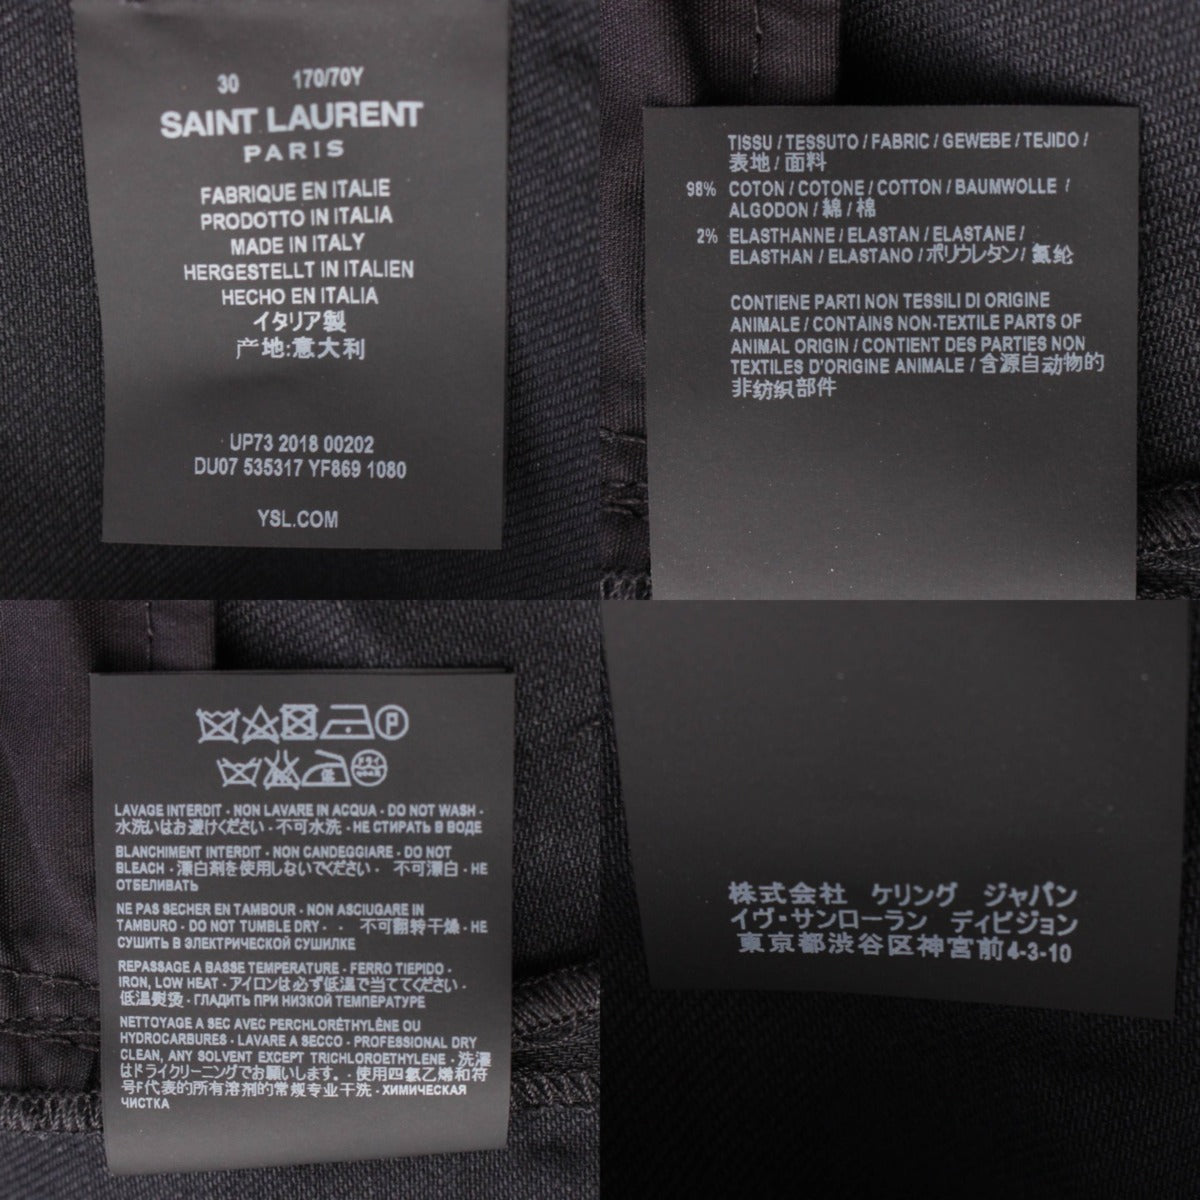 30 170/70Y
SAINT LAURENT
PARIS
FABRIQUE EN ITALIE
PRODOTTO IN ITALIA
MADE IN ITALY
HERGESTELLT IN ITALIEN
HECHO EN ITALIA
イタリア製
产地:意大利
UP73 2018 00202
DU07 535317 YF869 1080
YSL.COM
TISSU / TESSUTO / FABRIC / GEWEBE / TEJIDO /
表地 / 面料
98% COTON / COTONE / COTTON / BAUMWOLLE /
ALGODON / 綿 / 棉
2% ELASTHANNE / ELASTAN / ELASTANE /
ELASTHAN / ELASTANO / ポリウレタン / 氨纶
CONTIENE PARTI NON TESSILI DI ORIGINE
ANIMALE / CONTAINS NON-TEXTILE PARTS OF
ANIMAL ORIGIN / CONTIENT DES PARTIES NON
TEXTILES D'ORIGINE ANIMALE / 含源自动物的
非纺织部件
P
ドライ
LAVAGE INTERDIT - NON LAVARE IN ACQUA - DO NOT WASH -
水洗いはお避けください - 不可水洗 - НЕ СТИРАТЬ В ВОДЕ
BLANCHIMENT INTERDIT - NON CANDEGGIARE - DO NOT
BLEACH - 漂白剤を使用しないでください - 不可漂白 - НЕ
ОТБЕЛИВАТЬ
NE PAS SECHER EN TAMBOUR - NON ASCIUGARE IN
TAMBURO - DO NOT TUMBLE DRY - - 不可翻转干燥 - НЕ
СУШИТЬ В ЭЛЕКТРИЧЕСКОЙ СУШИЛКЕ
REPASSAGE A BASSE TEMPERATURE - FERRO TIEPIDO -
IRON, LOW HEAT - アイロンは必ず低温で当ててください -
低温熨烫 - ГЛАДИТЬ ПРИ НИЗКОЙ ТЕМПЕРАТУРЕ
NETTOYAGE A SEC AVEC PERCHLORÉTHYLÈNE OU
HYDROCARBURES - LAVARE A SECCO - PROFESSIONAL DRY
CLEAN, ANY SOLVENT EXCEPT TRICHLOROETHYLENE - 洗濯
はドライクリーニングでお願いします。 - 使用四氯乙烯和符
号F代表的所有溶剂的常规专业干洗 - ХИМИЧЕСКАЯ
ЧИСТКА
株式会社 ケリング ジャパン
イヴ・サンローラン ディビジョン
東京都渋谷区神宮前4-3-10